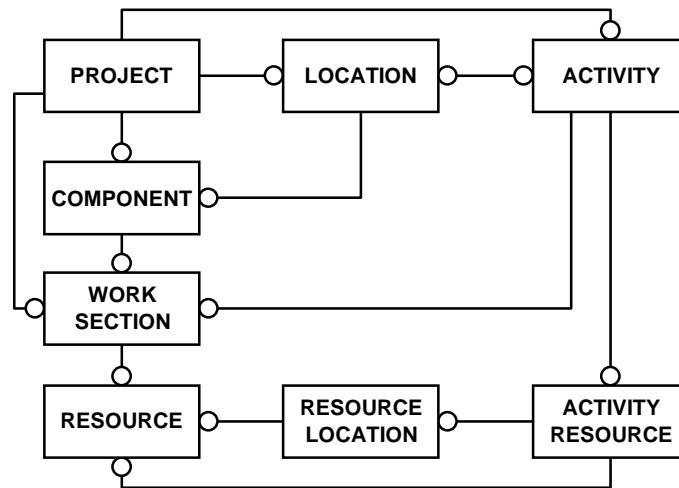 PROJECT
LOCATION
ACTIVITY
COMPONENT
WORK
SECTION
RESOURCE
RESOURCE
LOCATION
ACTIVITY
RESOURCE